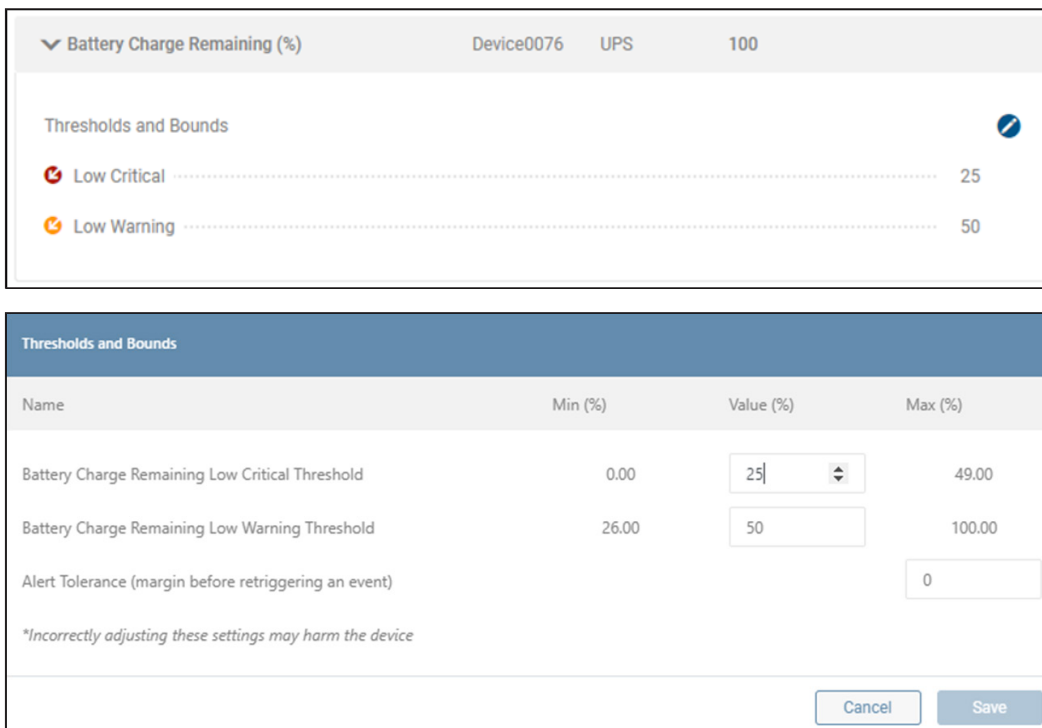 Battery Charge Remaining (%) Device0076 UPS 100
Thresholds and Bounds
Low Critical 25
Low Warning 50
Thresholds and Bounds
Name Min (%) Value (%) Max (%)
Battery Charge Remaining Low Critical Threshold 0.00 25 49.00
Battery Charge Remaining Low Warning Threshold 26.00 50 100.00
Alert Tolerance (margin before retriggering an event) 0
*Incorrectly adjusting these settings may harm the device
Cancel Save